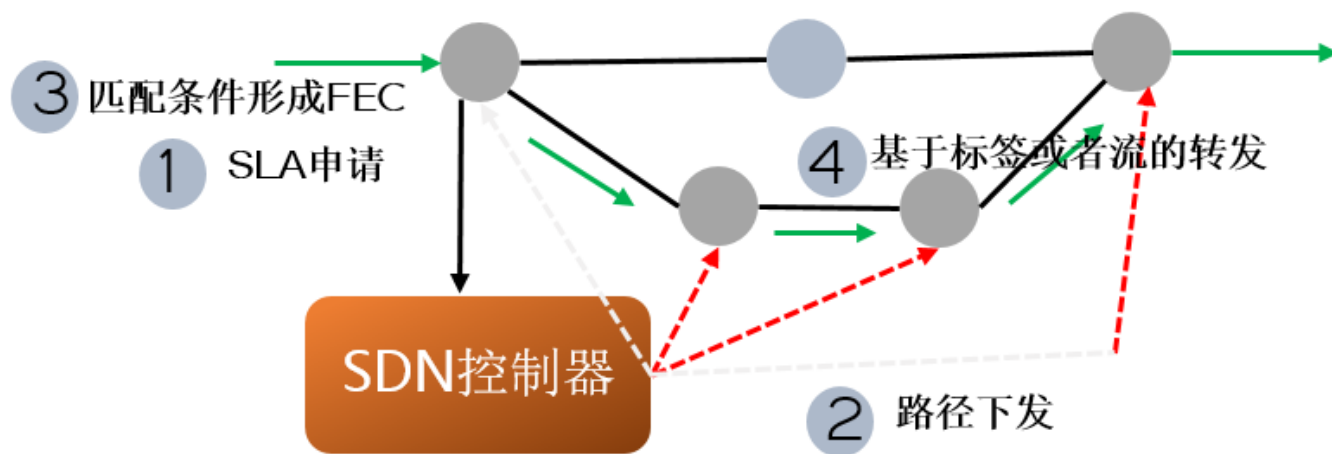 ③ 匹配条件形成FEC
① SLA申请
④ 基于标签或者流的转发
SDN控制器
② 路径下发